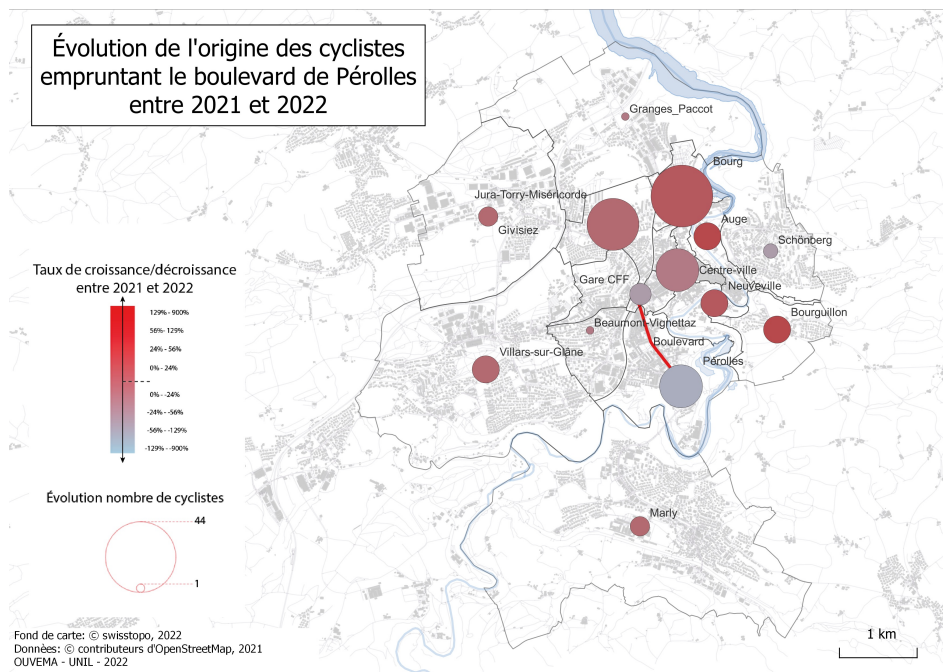 Évolution de l'origine des cyclistes
empruntant le boulevard de Pérolles
entre 2021 et 2022
Granges_Paccot
Bourg
Jura-Torry-Miséricorde
Givisiez
Auge
Schönberg
Gare CFF
Centre-ville
Neuveville
Bourguillon
Beaumont-Vignettaz
Boulevard
Pérolles
Villars-sur-Glâne
Marly
Taux de croissance/décroissance
entre 2021 et 2022
129% - 900%
56% - 129%
24% - 56%
0% - 24%
0% - -24%
-24% - -56%
-56% - -129%
-129% - -900%
Évolution nombre de cyclistes
44
1
Fond de carte: © swisstopo, 2022
Donnèes: © contributeurs d'OpenStreetMap, 2021
OUVEMA - UNIL - 2022
1 km